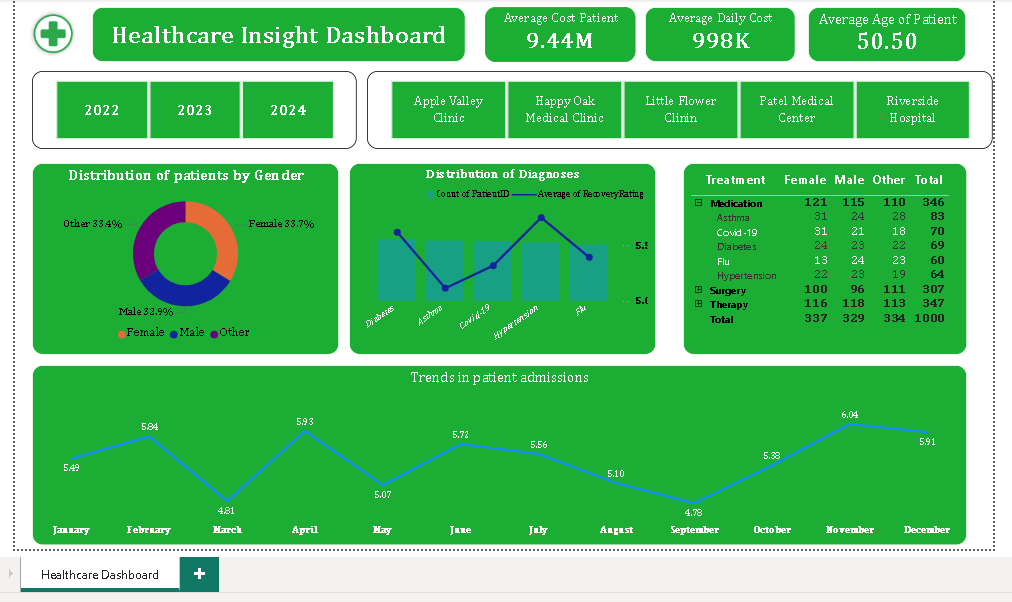 Healthcare Insight Dashboard
Average Cost Patient
9.44M
Average Daily Cost
998K
Average Age of Patient
50.50
2022
2023
2024
Apple Valley
Clinic
Happy Oak
Medical Clinic
Little Flower
Clinin
Patel Medical
Center
Riverside
Hospital
Distribution of patients by Gender
Other 33.4%
Female 33.7%
Male 32.9%
Female Male Other
Distribution of Diagnoses
Count of PatientID Average of RecoveryRating
5.5
5.0
Diabetes
Asthma
Covid-19
Hypertension
Flu
Treatment Female Male Other Total
Medication 121 115 110 346
Asthma 31 24 28 83
Covid-19 31 21 18 70
Diabetes 24 23 22 69
Flu 13 24 23 60
Hypertension 22 23 19 64
Surgery 100 96 111 307
Therapy 116 118 113 347
Total 337 329 334 1000
Trends in patient admissions
5.49
5.84
4.81
5.93
5.07
5.72
5.56
5.10
4.78
5.38
6.04
5.91
January February March April May June July August September October November December
Healthcare Dashboard